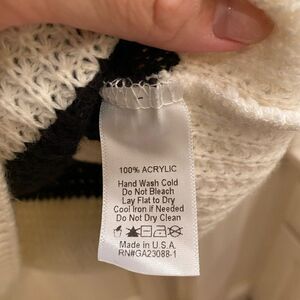 100% ACRYLIC
Hand Wash Cold
Do Not Bleach
Lay Flat to Dry
Cool Iron if Needed
Do Not Dry Clean
Made in U.S.A.
RN#GA23088-1